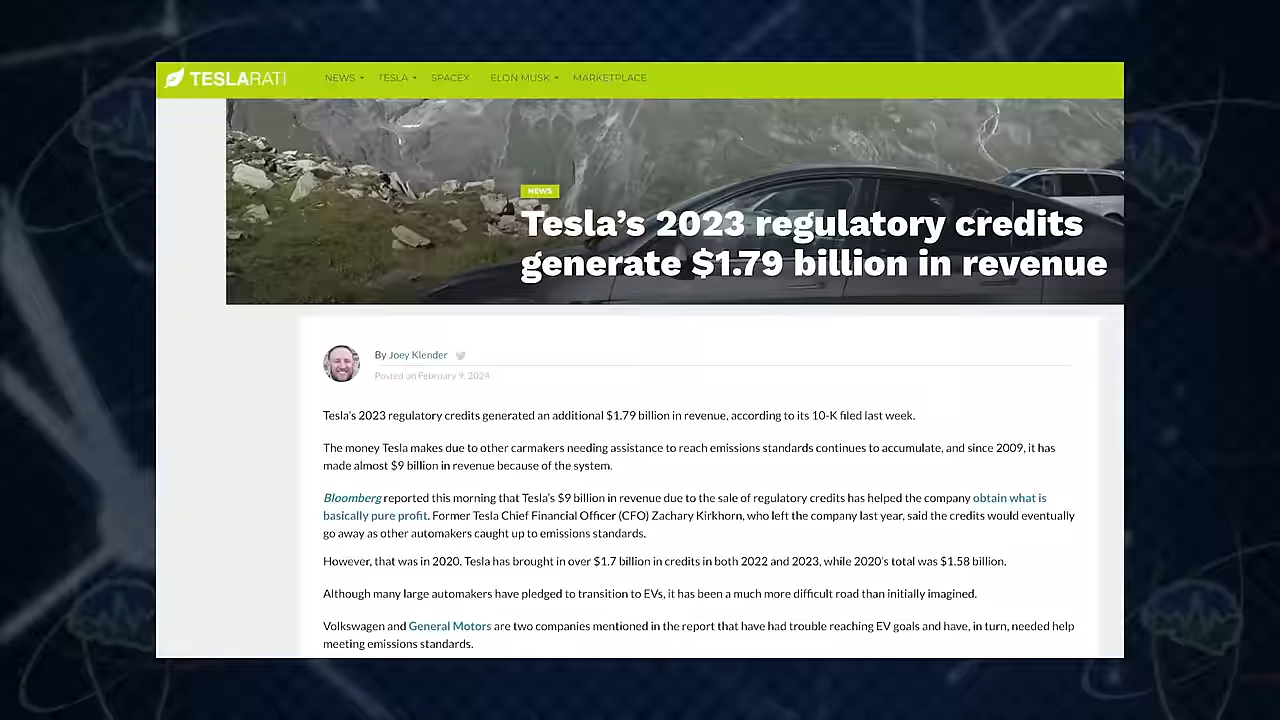 TESLARATI
NEWS TESLA SPACEX ELON MUSK MARKETPLACE
NEWS
Tesla’s 2023 regulatory credits
generate $1.79 billion in revenue
By Joey Klender
Posted on February 9, 2024
Tesla’s 2023 regulatory credits generated an additional $1.79 billion in revenue, according to its 10-K filed last week.
The money Tesla makes due to other carmakers needing assistance to reach emissions standards continues to accumulate, and since 2009, it has
made almost $9 billion in revenue because of the system.
Bloomberg reported this morning that Tesla’s $9 billion in revenue due to the sale of regulatory credits has helped the company obtain what is
basically pure profit. Former Tesla Chief Financial Officer (CFO) Zachary Kirkhorn, who left the company last year, said the credits would eventually
go away as other automakers caught up to emissions standards.
However, that was in 2020. Tesla has brought in over $1.7 billion in credits in both 2022 and 2023, while 2020’s total was $1.58 billion.
Although many large automakers have pledged to transition to EVs, it has been a much more difficult road than initially imagined.
Volkswagen and General Motors are two companies mentioned in the report that have had trouble reaching EV goals and have, in turn, needed help
meeting emissions standards.